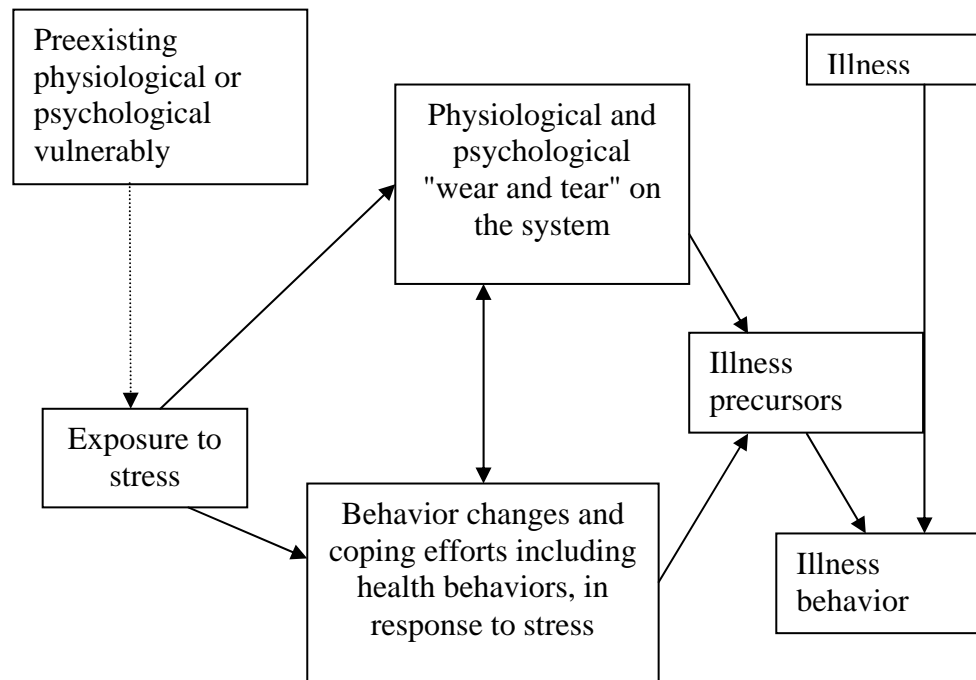 Preexisting
physiological or
psychological
vulnerably
Illness
Physiological and
psychological
"wear and tear" on
the system
Illness
precursors
Exposure to
stress
Behavior changes and
coping efforts including
health behaviors, in
response to stress
Illness
behavior